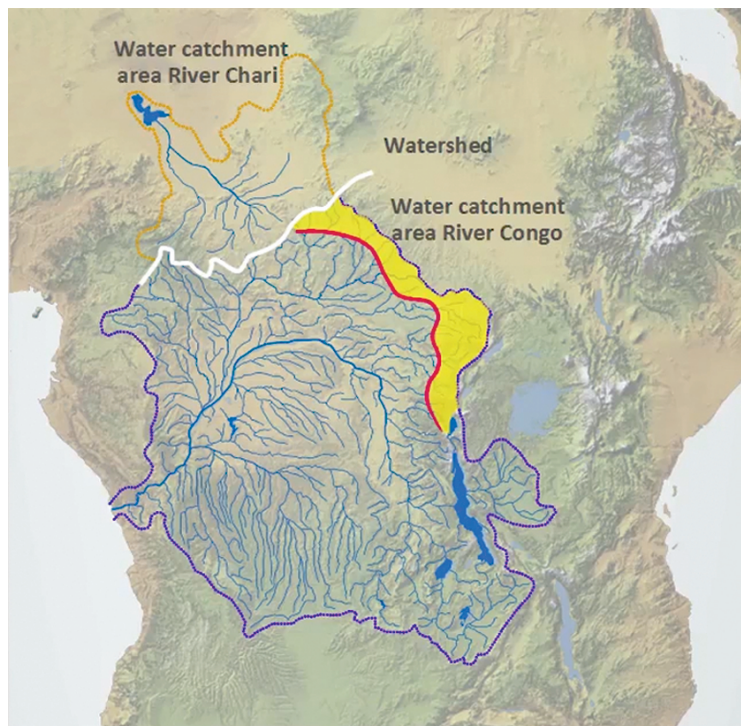 Water catchment
area River Chari
Watershed
Water catchment
area River Congo